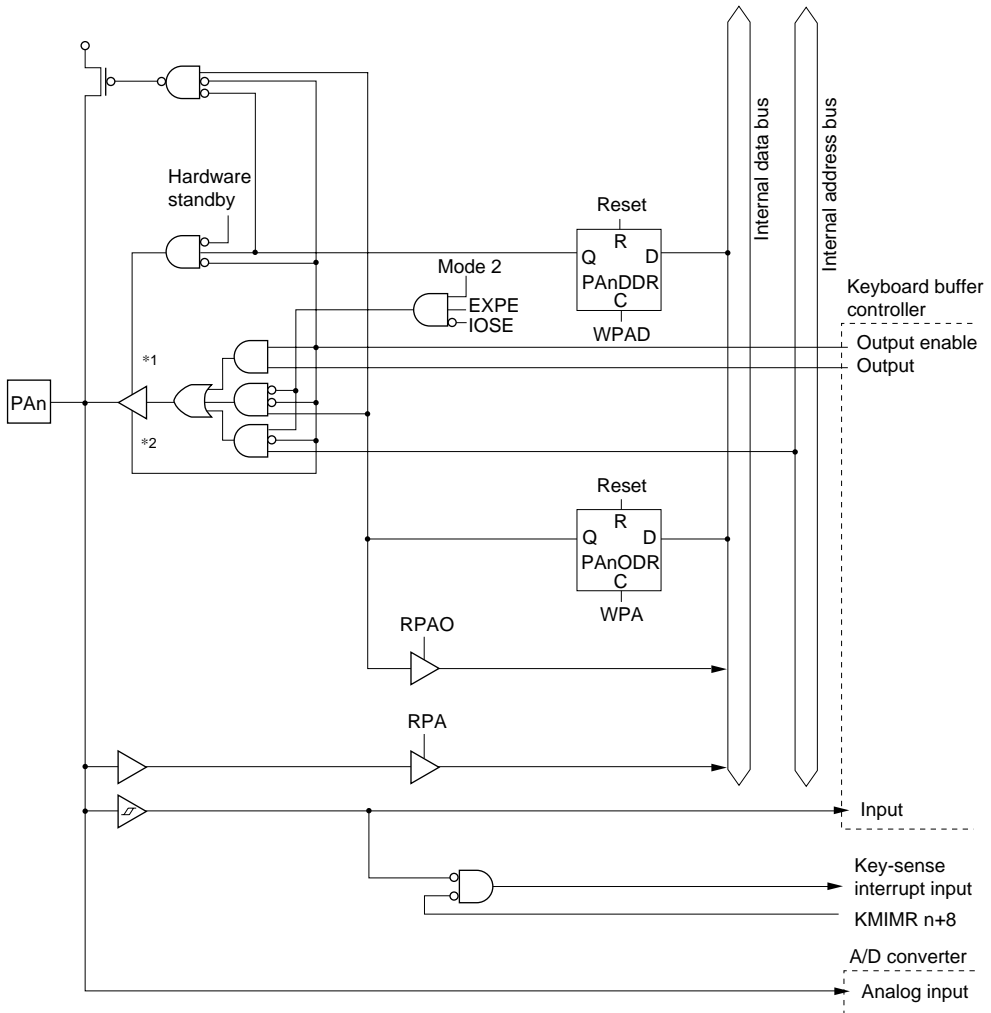 Hardware
standby
Reset
R
Q D
PAnDDR
C
WPAD
Mode 2
EXPE
IOSE
Internal data bus
Internal address bus
Keyboard buffer
controller
Output enable
Output
*1
PAn
*2
Reset
R
Q D
PAnODR
C
WPA
RPAO
RPA
Input
Key-sense
interrupt input
KMIMR n+8
A/D converter
Analog input